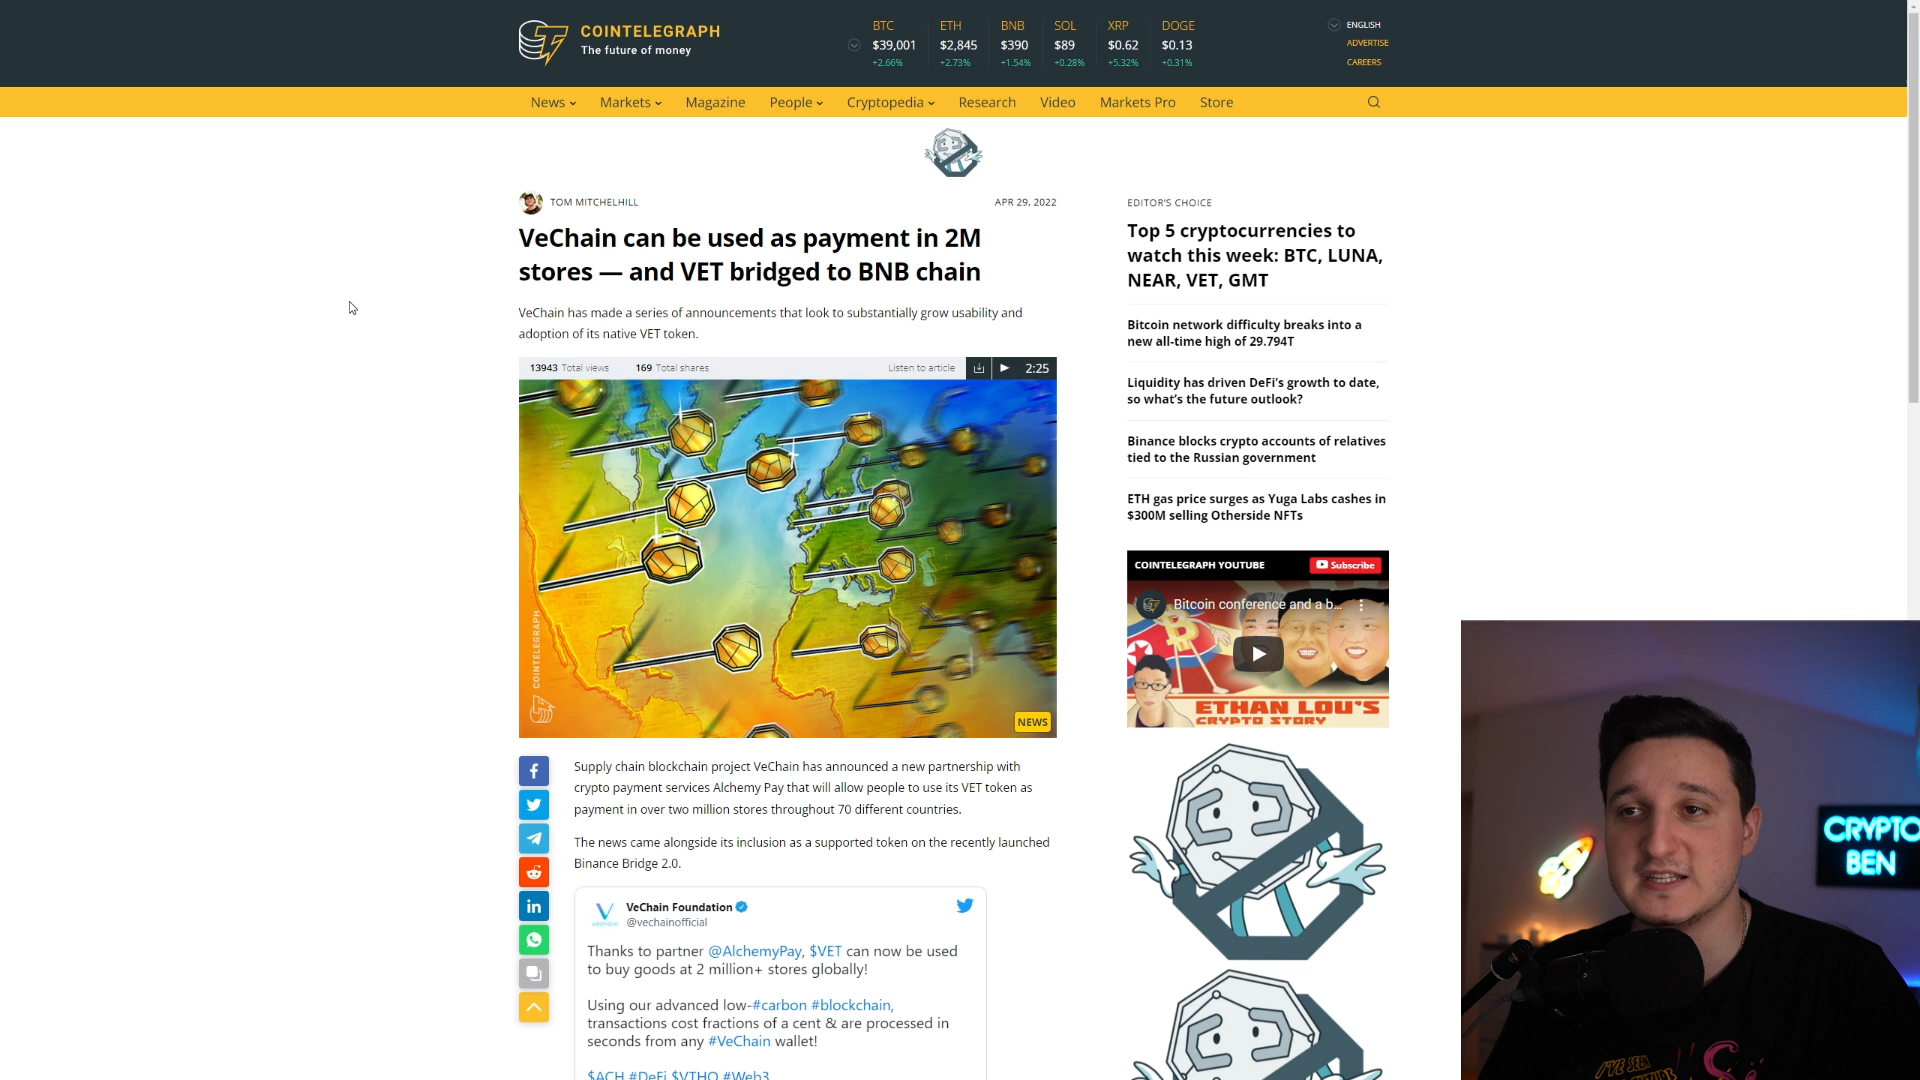 COINTELEGRAPH
The future of money
BTC
$39,001
+2.66%
ETH
$2,845
+2.73%
BNB
$390
+1.54%
SOL
$89
+0.28%
XRP
$0.62
+5.32%
DOGE
$0.13
+0.31%
ENGLISH
ADVERTISE
CAREERS
News
Markets
Magazine
People
Cryptopedia
Research
Video
Markets Pro
Store
TOM MITCHELHILL
APR 29, 2022
VeChain can be used as payment in 2M
stores — and VET bridged to BNB chain
VeChain has made a series of announcements that look to substantially grow usability and
adoption of its native VET token.
13943 Total views
169 Total shares
Listen to article
2:25
COINTELEGRAPH
NEWS
Supply chain blockchain project VeChain has announced a new partnership with
crypto payment services Alchemy Pay that will allow people to use its VET token as
payment in over two million stores throughout 70 different countries.
The news came alongside its inclusion as a supported token on the recently launched
Binance Bridge 2.0.
VeChain Foundation
@vechainofficial
Thanks to partner @AlchemyPay, $VET can now be used
to buy goods at 2 million+ stores globally!
Using our advanced low-#carbon #blockchain,
transactions cost fractions of a cent & are processed in
seconds from any #VeChain wallet!
$ACH #DeFi $VTHO #Web3
EDITOR'S CHOICE
Top 5 cryptocurrencies to
watch this week: BTC, LUNA,
NEAR, VET, GMT
Bitcoin network difficulty breaks into a
new all-time high of 29.794T
Liquidity has driven DeFi's growth to date,
so what's the future outlook?
Binance blocks crypto accounts of relatives
tied to the Russian government
ETH gas price surges as Yuga Labs cashes in
$300M selling Otherside NFTs
COINTELEGRAPH YOUTUBE
Subscribe
Bitcoin conference and a b...
ETHAN LOU'S
CRYPTO STORY
CRYPTO
BEN
I'VE SEEN